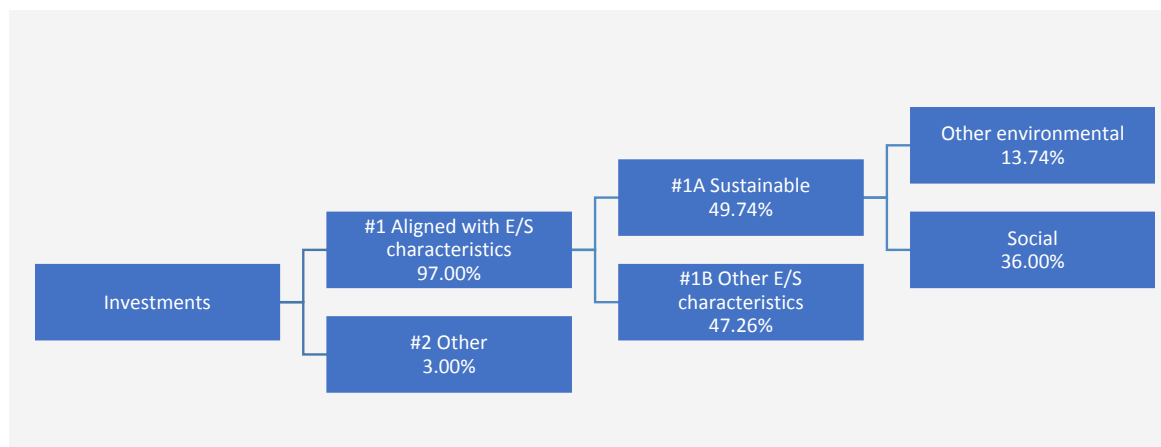 Investments
#1 Aligned with E/S
characteristics
97.00%
#2 Other
3.00%
#1A Sustainable
49.74%
#1B Other E/S
characteristics
47.26%
Other environmental
13.74%
Social
36.00%